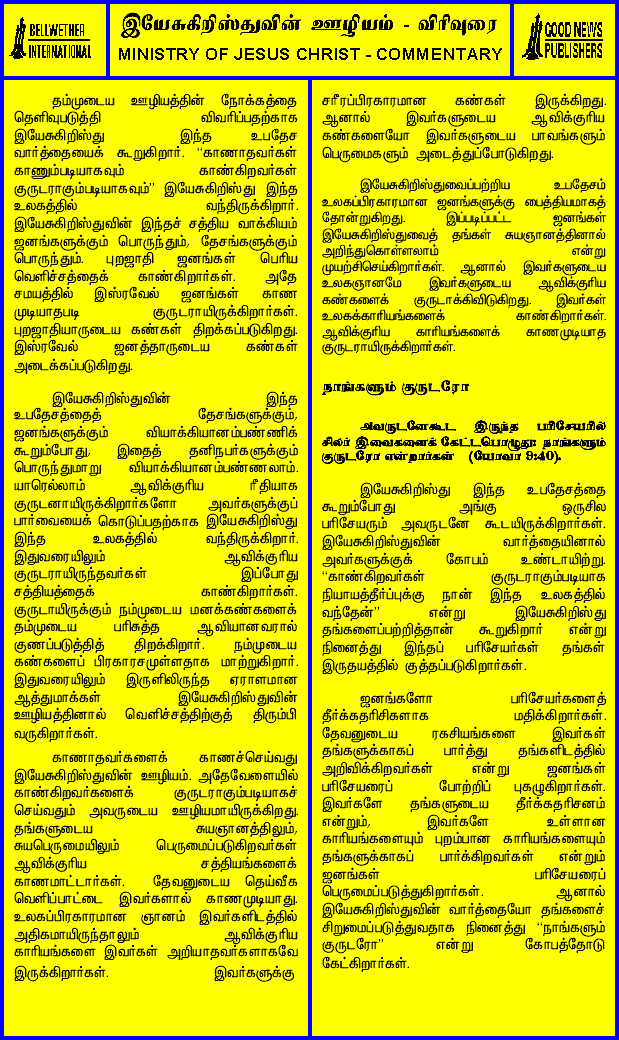 BELLWETHER
INTERNATIONAL
இயேசுகிறிஸ்துவின் ஊழியம் - விரிவுரை
MINISTRY OF JESUS CHRIST - COMMENTARY
GOOD NEWS
PUBLISHERS
தம்முடைய ஊழியத்தின் நோக்கத்தை
தெளிவுபடுத்தி விவரிப்பதற்காக
இயேசுகிறிஸ்து இந்த உபதேச
வார்த்தையைக் கூறுகிறார். “காணாதவர்கள்
காணும்படியாகவும் காண்கிறவர்கள்
குருடராகும்படியாகவும்” இயேசுகிறிஸ்து இந்த
உலகத்தில் வந்திருக்கிறார்.
இயேசுகிறிஸ்துவின் இந்தச் சத்திய வாக்கியம்
ஜனங்களுக்கும் பொருந்தும், தேசங்களுக்கும்
பொருந்தும். புறஜாதி ஜனங்கள் பெரிய
வெளிச்சத்தைக் காண்கிறார்கள். அதே
சமயத்தில் இஸ்ரவேல் ஜனங்கள் காண
முடியாதபடி குருடராயிருக்கிறார்கள்.
புறஜாதியாருடைய கண்கள் திறக்கப்படுகிறது.
இஸ்ரவேல் ஜனத்தாருடைய கண்கள்
அடைக்கப்படுகிறது.
இயேசுகிறிஸ்துவின் இந்த
உபதேசத்தைத் தேசங்களுக்கும்,
ஜனங்களுக்கும் வியாக்கியானம்பண்ணிக்
கூறும்போது, இதைத் தனிநபர்களுக்கும்
பொருந்துமாறு வியாக்கியானம்பண்ணலாம்.
யாரெல்லாம் ஆவிக்குரிய ரீதியாக
குருடனாயிருக்கிறார்களோ அவர்களுக்குப்
பார்வையைக் கொடுப்பதற்காக இயேசுகிறிஸ்து
இந்த உலகத்தில் வந்திருக்கிறார்.
இதுவரையிலும் ஆவிக்குரிய
குருடராயிருந்தவர்கள் இப்போது
சத்தியத்தைக் காண்கிறார்கள்.
குருடாயிருக்கும் நம்முடைய மனக்கண்களைக்
தம்முடைய பரிசுத்த ஆவியானவரால்
குணப்படுத்தித் திறக்கிறார். நம்முடைய
கண்களைப் பிரகாரசமுள்ளதாக மாற்றுகிறார்.
இதுவரையிலும் இருளிலிருந்த ஏராளமான
ஆத்துமாக்கள் இயேசுகிறிஸ்துவின்
ஊழியத்தினால் வெளிச்சத்திற்குத் திரும்பி
வருகிறார்கள்.
காணாதவர்களைக் காணச்செய்வது
இயேசுகிறிஸ்துவின் ஊழியம். அதேவேளையில்
காண்கிறவர்களைக் குருடராகும்படியாகச்
செய்வதும் அவருடைய ஊழியமாயிருக்கிறது.
தங்களுடைய சுயஞானத்திலும்,
சுயபெருமையிலும் பெருமைப்படுகிறவர்கள்
ஆவிக்குரிய சத்தியங்களைக்
காணமாட்டார்கள். தேவனுடைய தெய்வீக
வெளிப்பாட்டை இவர்களால் காணமுடியாது.
உலகப்பிரகாரமான ஞானம் இவர்களிடத்தில்
அதிகமாயிருந்தாலும் ஆவிக்குரிய
காரியங்களை இவர்கள் அறியாதவர்களாகவே
இருக்கிறார்கள். இவர்களுக்கு
சரீரப்பிரகாரமான கண்கள் இருக்கிறது.
ஆனால் இவர்களுடைய ஆவிக்குரிய
கண்களையோ இவர்களுடைய பாவங்களும்
பெருமைகளும் அடைத்துப்போடுகிறது.
இயேசுகிறிஸ்துவைப்பற்றிய உபதேசம்
உலகப்பிரகாரமான ஜனங்களுக்கு பைத்தியமாகத்
தோன்றுகிறது. இப்படிப்பட்ட ஜனங்கள்
இயேசுகிறிஸ்துவைத் தங்கள் சுயஞானத்தினால்
அறிந்துகொள்ளலாம் என்று
முயற்சிசெய்கிறார்கள். ஆனால் இவர்களுடைய
உலகஞானமே இவர்களுடைய ஆவிக்குரிய
கண்களைக் குருடாக்கிவிடுகிறது. இவர்கள்
உலகக்காரியங்களைக் காண்கிறார்கள்.
ஆவிக்குரிய காரியங்களைக் காணமுடியாத
குருடராயிருக்கிறார்கள்.
நாங்களும் குருடரோ
அவருடனேகூட இருந்த பரிசேயரில்
சிலர் இவைகளைக் கேட்டபொழுது: நாங்களும்
குருடரோ என்றார்கள் (யோவா 9:40).
இயேசுகிறிஸ்து இந்த உபதேசத்தை
கூறும்போது அங்கு ஒருசில
பரிசேயரும் அவருடனே கூடயிருக்கிறார்கள்.
இயேசுகிறிஸ்துவின் வார்த்தையினால்
அவர்களுக்குக் கோபம் உண்டாயிற்று.
“காண்கிறவர்கள் குருடராகும்படியாக
நியாயத்தீர்ப்புக்கு நான் இந்த உலகத்தில்
வந்தேன்” என்று இயேசுகிறிஸ்து
தங்களைப்பற்றித்தான் கூறுகிறார் என்று
நினைத்து இந்தப் பரிசேயர்கள் தங்கள்
இருதயத்தில் குத்தப்படுகிறார்கள்.
ஜனங்களோ பரிசேயர்களைத்
தீர்க்கதரிசிகளாக மதிக்கிறார்கள்.
தேவனுடைய ரகசியங்களை இவர்கள்
தங்களுக்காகப் பார்த்து தங்களிடத்தில்
அறிவிக்கிறவர்கள் என்று ஜனங்கள்
பரிசேயரைப் போற்றிப் புகழுகிறார்கள்.
இவர்களே தங்களுடைய தீர்க்கதரிசனம்
என்றும், இவர்களே உள்ளான
காரியங்களையும் புறம்பான காரியங்களையும்
தங்களுக்காகப் பார்க்கிறவர்கள் என்றும்
ஜனங்கள் பரிசேயரைப்
பெருமைப்படுத்துகிறார்கள். ஆனால்
இயேசுகிறிஸ்துவின் வார்த்தையோ தங்களைச்
சிறுமைப்படுத்துவதாக நினைத்து “நாங்களும்
குருடரோ” என்று கோபத்தோடு
கேட்கிறார்கள்.